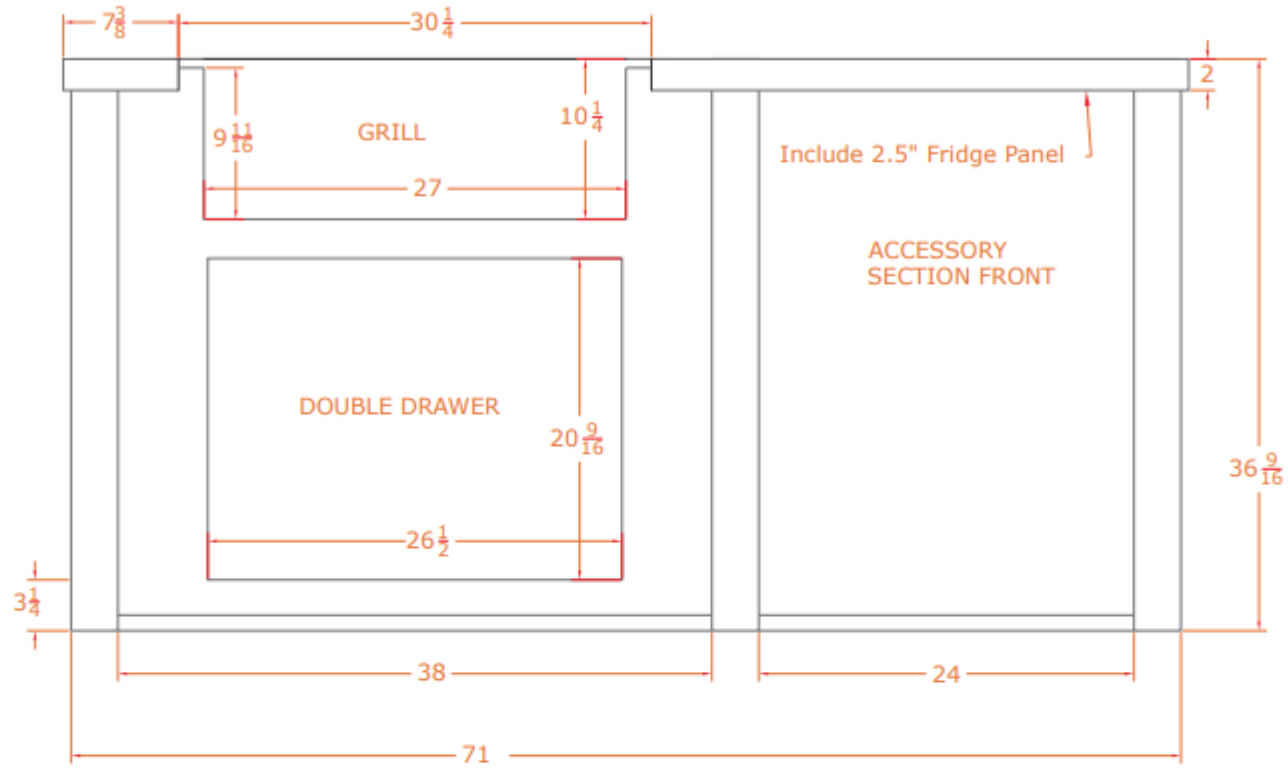 7 3/8
30 1/4
2
9 11/16
GRILL
10 1/4
Include 2.5" Fridge Panel
27
ACCESSORY
SECTION FRONT
DOUBLE DRAWER
20 9/16
36 9/16
26 1/2
3 1/4
38
24
71